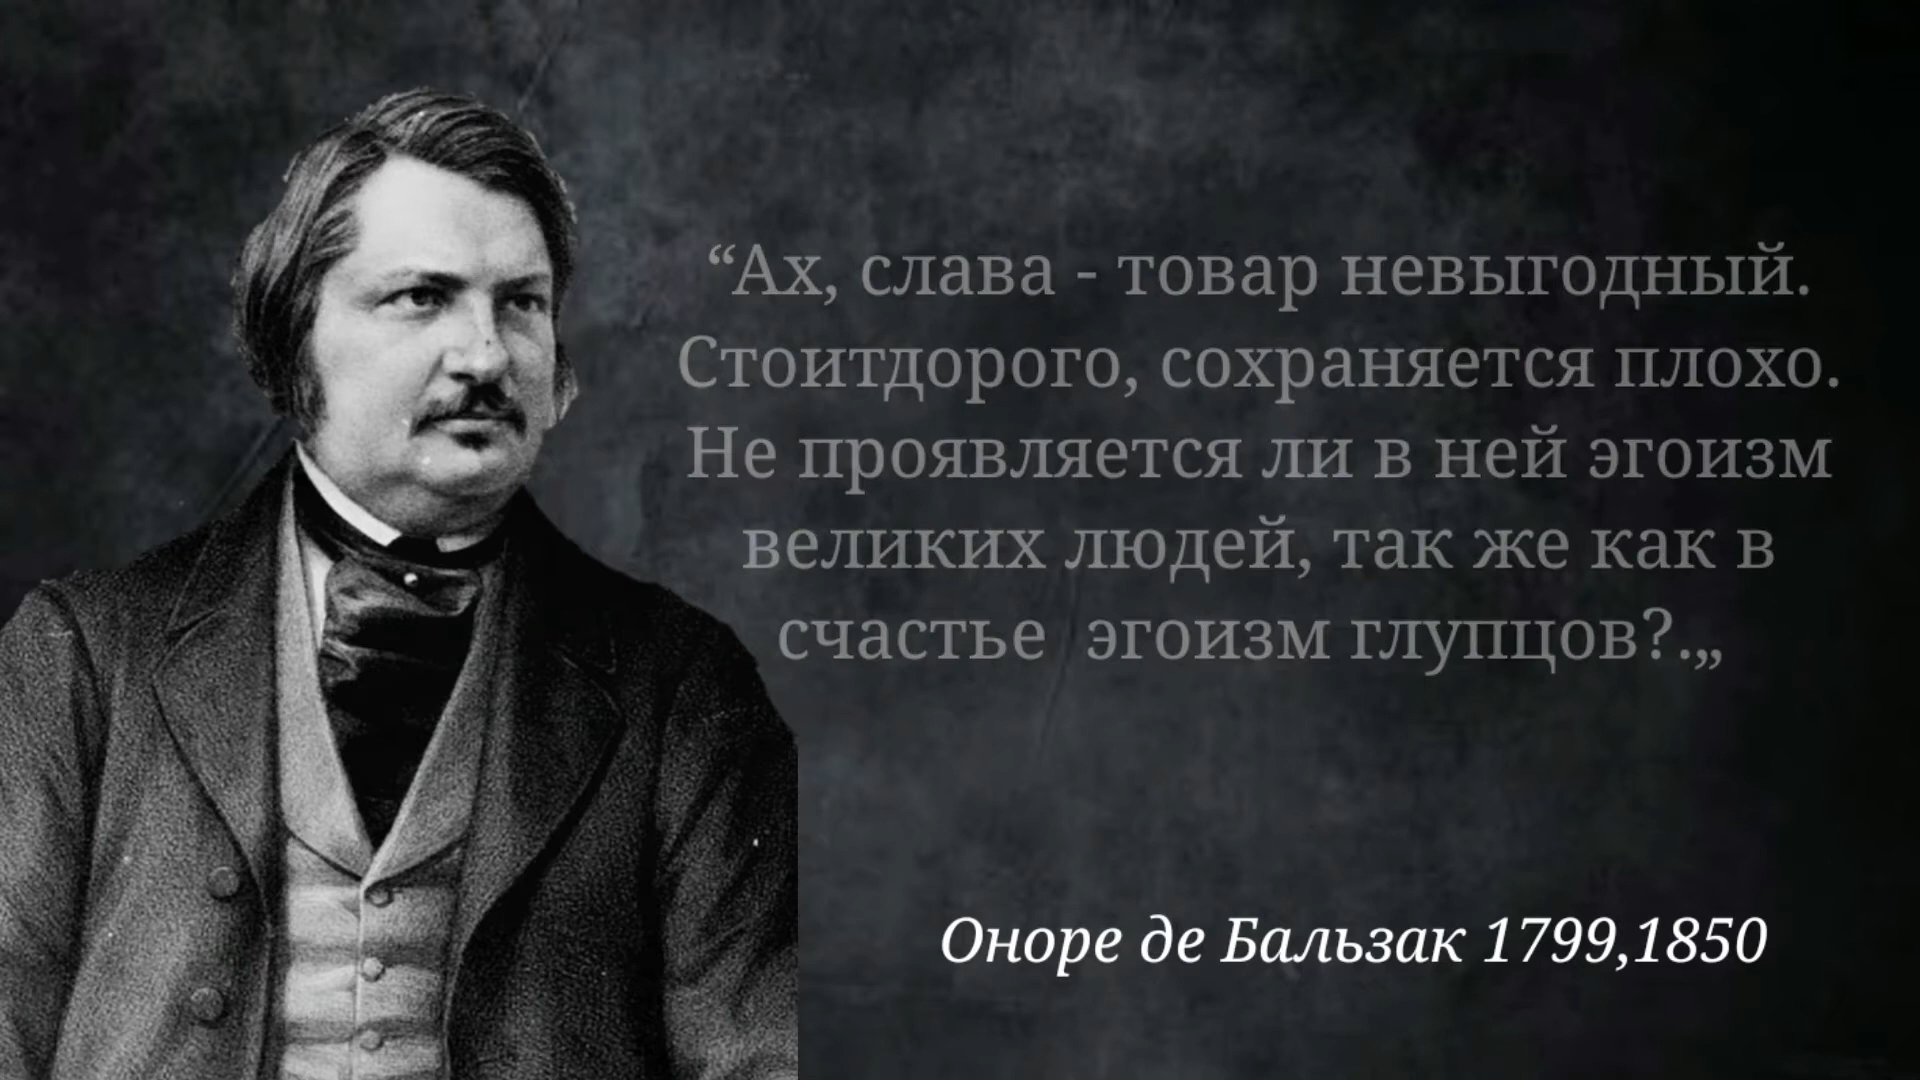 “Ах, слава - товар невыгодный.
Стоитдорого, сохраняется плохо.
Не проявляется ли в ней эгоизм
великих людей, так же как в
счастье  эгоизм глупцов?.„
Оноре де Бальзак 1799,1850